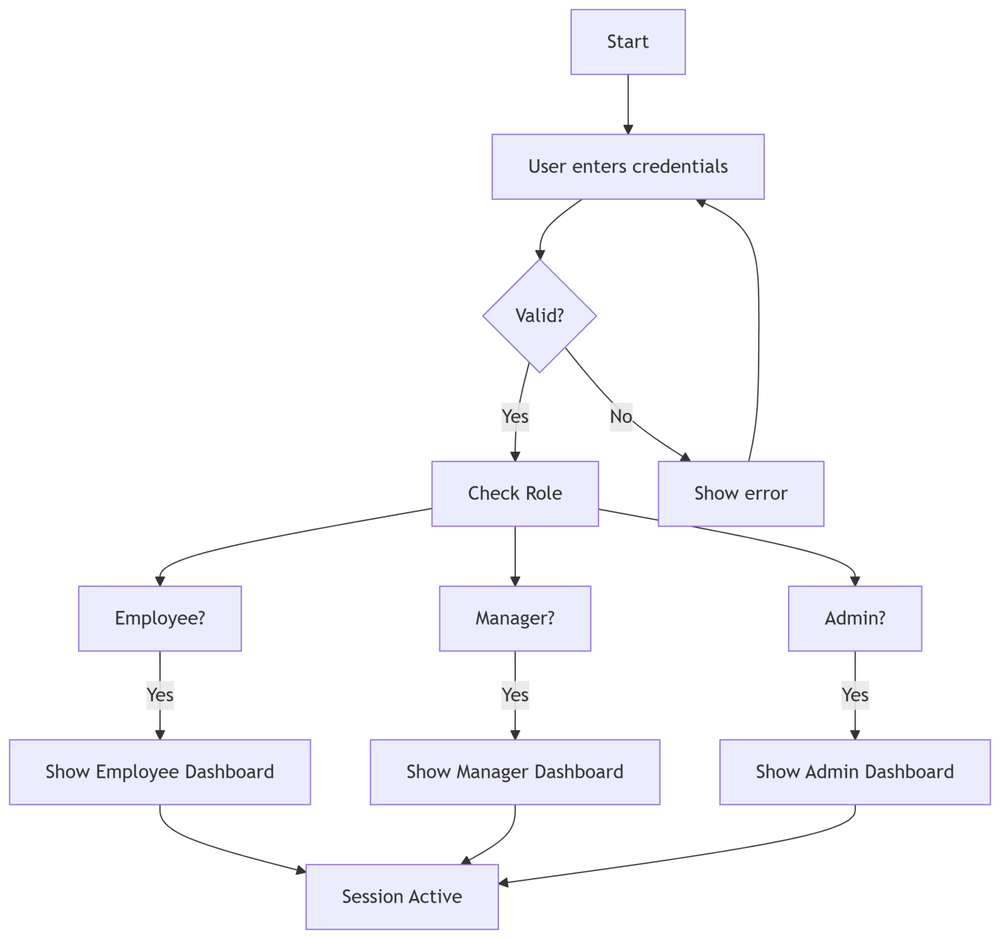 Start
User enters credentials
Valid?
Yes
No
Check Role
Show error
Employee?
Manager?
Admin?
Yes
Yes
Yes
Show Employee Dashboard
Show Manager Dashboard
Show Admin Dashboard
Session Active